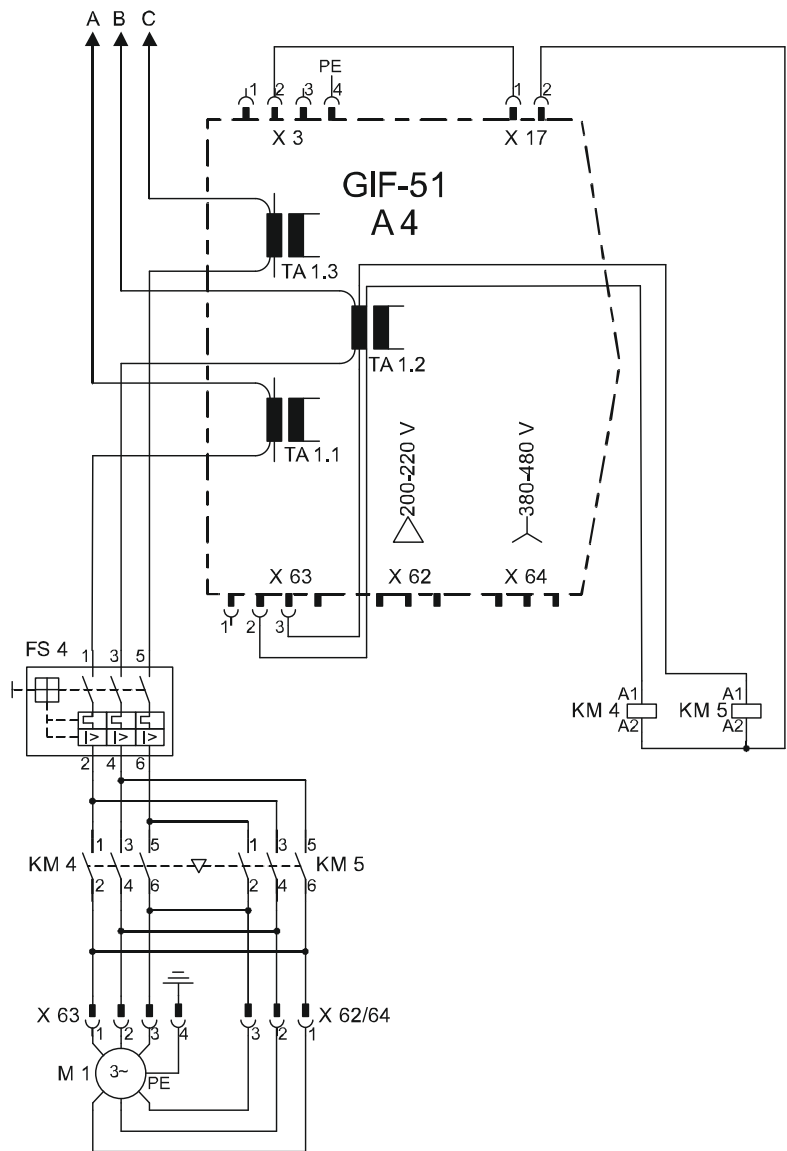 A B C
PE
1 2 3 4 1 2
X 3 X 17
GIF-51
A 4
TA 1.3
TA 1.2
TA 1.1
200-220 V
380-480 V
X 63 X 62 X 64
1 2 3
FS 4
1 3 5
I> I> I>
2 4 6
A1 A1
KM 4 KM 5
A2 A2
1 3 5 1 3 5
KM 4 KM 5
2 4 6 2 4 6
X 63 X 62/64
1 2 3 4 3 2 1
M 1 3~ PE